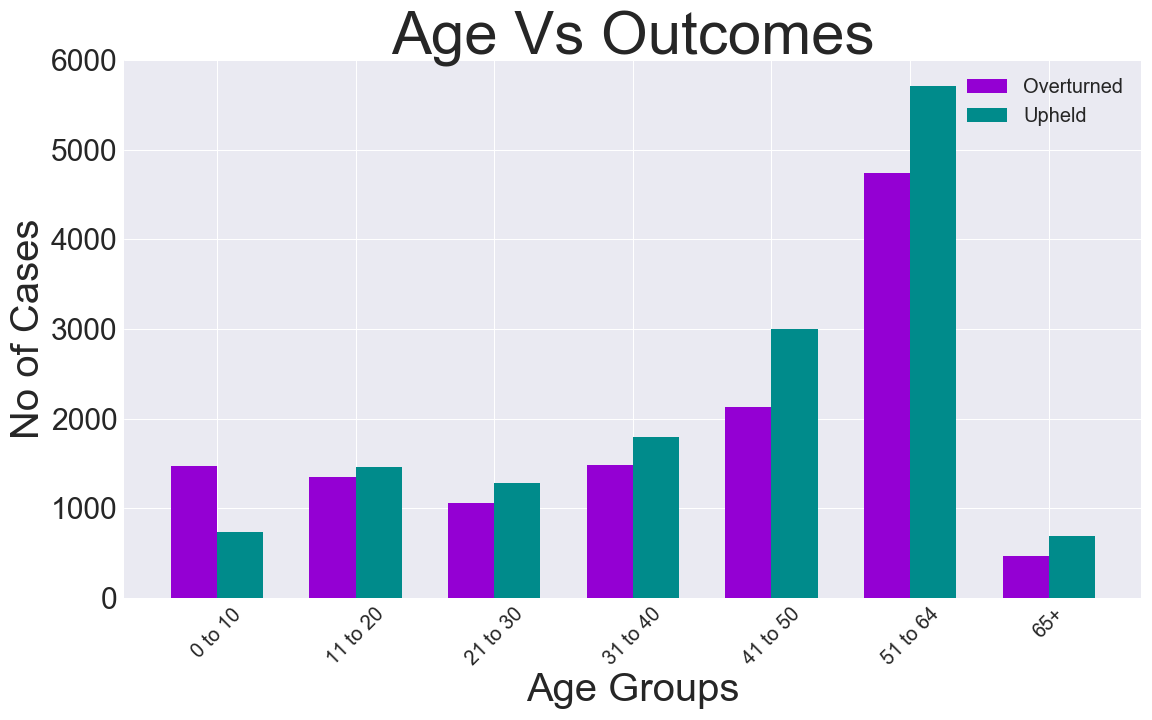 Age Vs Outcomes
6000
5000
4000
3000
2000
1000
0
No of Cases
Overturned
Upheld
0 to 10
11 to 20
21 to 30
31 to 40
41 to 50
51 to 64
65+
Age Groups